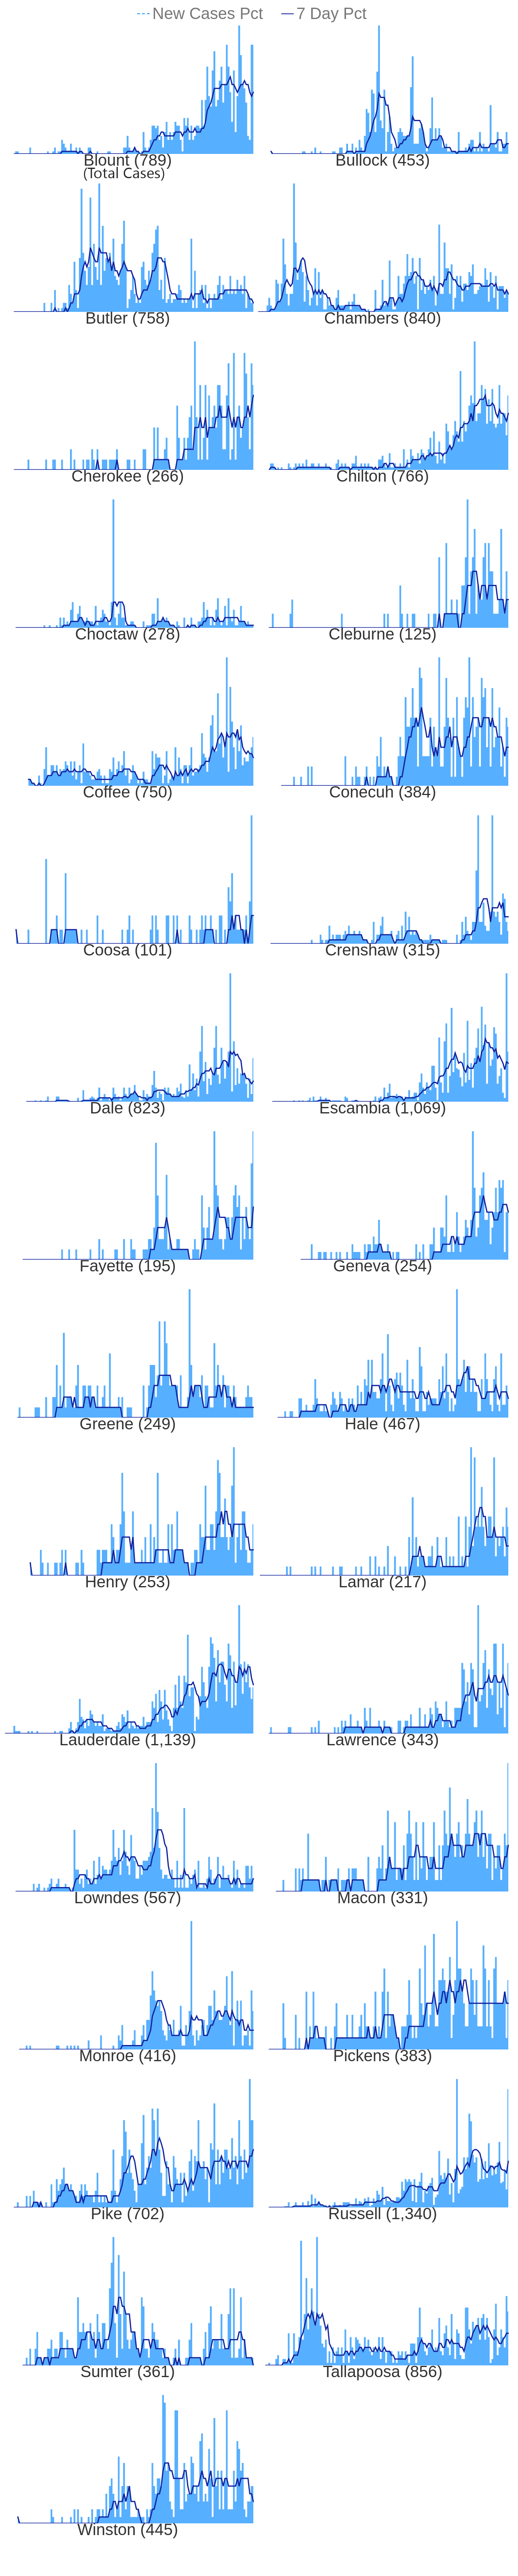 New Cases Pct 7 Day Pct
Blount (789) Bullock (453)
(Total Cases)
Butler (758) Chambers (840)
Cherokee (266) Chilton (766)
Choctaw (278) Cleburne (125)
Coffee (750) Conecuh (384)
Coosa (101) Crenshaw (315)
Dale (823) Escambia (1,069)
Fayette (195) Geneva (254)
Greene (249) Hale (467)
Henry (253) Lamar (217)
Lauderdale (1,139) Lawrence (343)
Lowndes (567) Macon (331)
Monroe (416) Pickens (383)
Pike (702) Russell (1,340)
Sumter (361) Tallapoosa (856)
Winston (445)